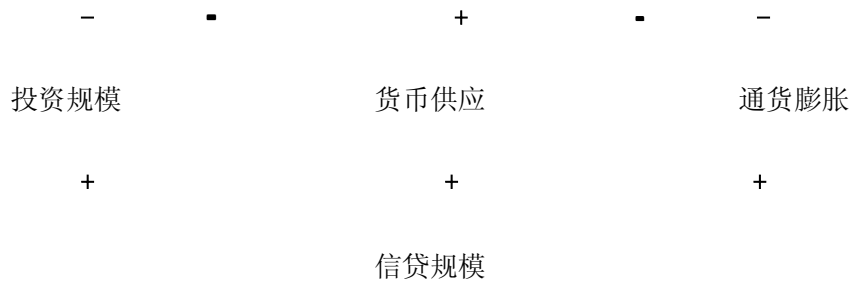 － - + - －
投资规模 货币供应 通货膨胀
+ + +
信贷规模